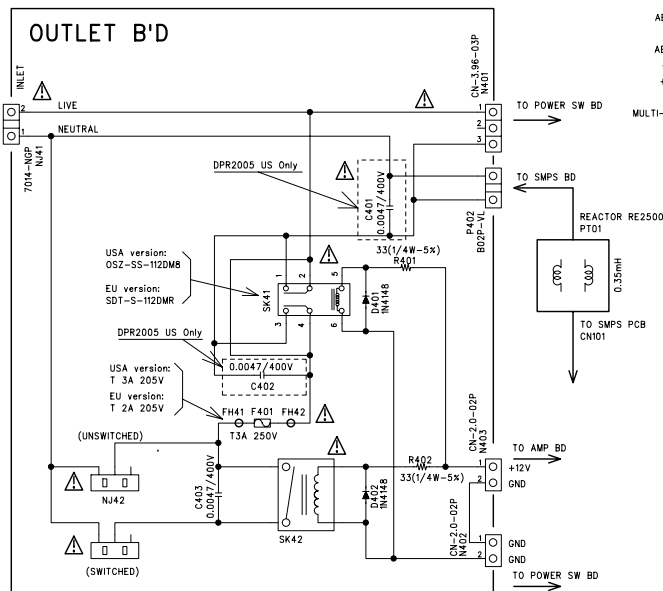 OUTLET B'D
INLET
7014-NGP
NJ41
2
LIVE
1
NEUTRAL
CN-3.96-03P
N401
1
2
3
TO POWER SW BD
AB
AB
MULTI-
DPR2005 US Only
C401
0.0047/400V
TO SMPS BD
P402
B02P-VL
REACTOR RE2500
PT01
0.35mH
TO SMPS PCB
CN101
33(1/4W-5%)
R401
USA version:
OSZ-SS-112DM8
EU version:
SDT-S-112DMR
SK41
1
2
5
3
4
6
D401
1N4148
DPR2005 US Only
0.0047/400V
C402
USA version:
T 3A 205V
EU version:
T 2A 205V
FH41 F401 FH42
T3A 250V
(UNSWITCHED)
NJ42
(SWITCHED)
C403
0.0047/400V
SK42
D402
1N4148
R402
33(1/4W-5%)
CN-2.0-02P
N403
1
+12V
2
GND
TO AMP BD
CN-2.0-02P
N402
1
GND
2
GND
TO POWER SW BD